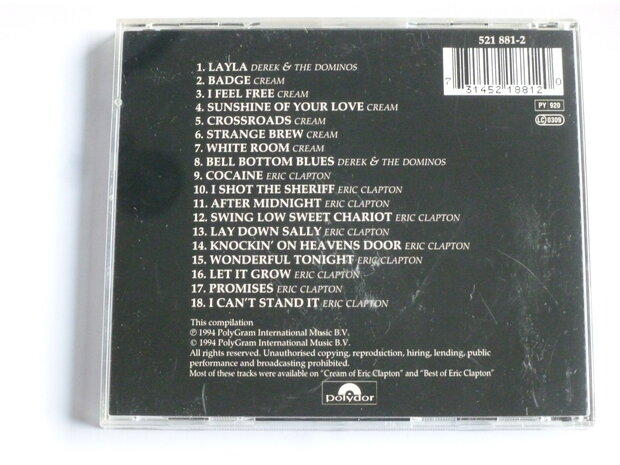 521 881-2
7 31452 18812 0
PY 920
LC 0309
1. LAYLA DEREK & THE DOMINOS
2. BADGE CREAM
3. I FEEL FREE CREAM
4. SUNSHINE OF YOUR LOVE CREAM
5. CROSSROADS CREAM
6. STRANGE BREW CREAM
7. WHITE ROOM CREAM
8. BELL BOTTOM BLUES DEREK & THE DOMINOS
9. COCAINE ERIC CLAPTON
10. I SHOT THE SHERIFF ERIC CLAPTON
11. AFTER MIDNIGHT ERIC CLAPTON
12. SWING LOW SWEET CHARIOT ERIC CLAPTON
13. LAY DOWN SALLY ERIC CLAPTON
14. KNOCKIN' ON HEAVENS DOOR ERIC CLAPTON
15. WONDERFUL TONIGHT ERIC CLAPTON
16. LET IT GROW ERIC CLAPTON
17. PROMISES ERIC CLAPTON
18. I CAN'T STAND IT ERIC CLAPTON
This compilation
℗ 1994 PolyGram International Music B.V.
© 1994 PolyGram International Music B.V.
All rights reserved. Unauthorised copying, reproduction, hiring, lending, public
performance and broadcasting prohibited.
Most of these tracks were available on "Cream of Eric Clapton" and "Best of Eric Clapton"
Polydor